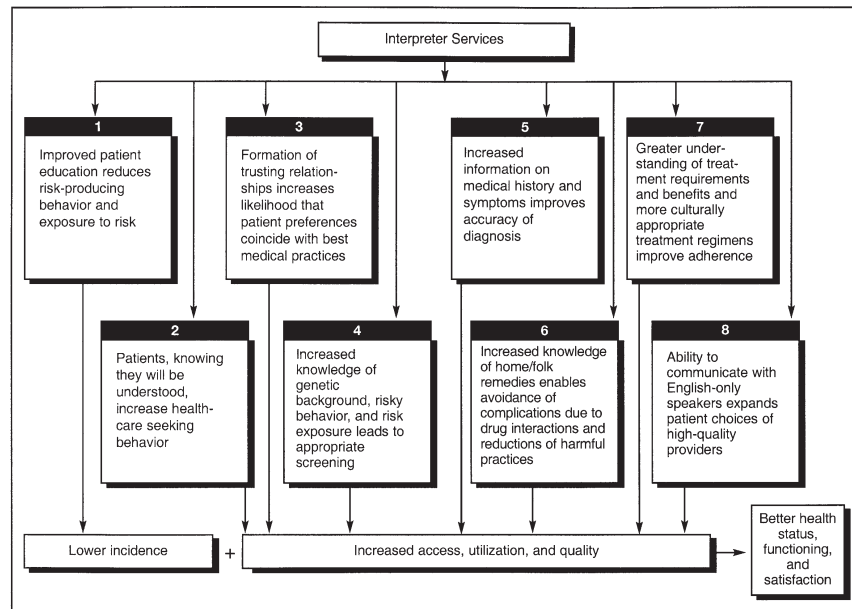 Interpreter Services
1
Improved patient
education reduces
risk-producing
behavior and
exposure to risk
3
Formation of
trusting relation-
ships increases
likelihood that
patient preferences
coincide with best
medical practices
5
Increased
information on
medical history and
symptoms improves
accuracy of
diagnosis
7
Greater under-
standing of treat-
ment requirements
and benefits and
more culturally
appropriate
treatment regimens
improve adherence
2
Patients, knowing
they will be
understood,
increase health-
care seeking
behavior
4
Increased
knowledge of
genetic
background, risky
behavior, and risk
exposure leads to
appropriate
screening
6
Increased knowledge
of home/folk
remedies enables
avoidance of
complications due to
drug interactions and
reductions of harmful
practices
8
Ability to
communicate with
English-only
speakers expands
patient choices of
high-quality
providers
Lower incidence
+
Increased access, utilization, and quality
Better health
status,
functioning,
and
satisfaction